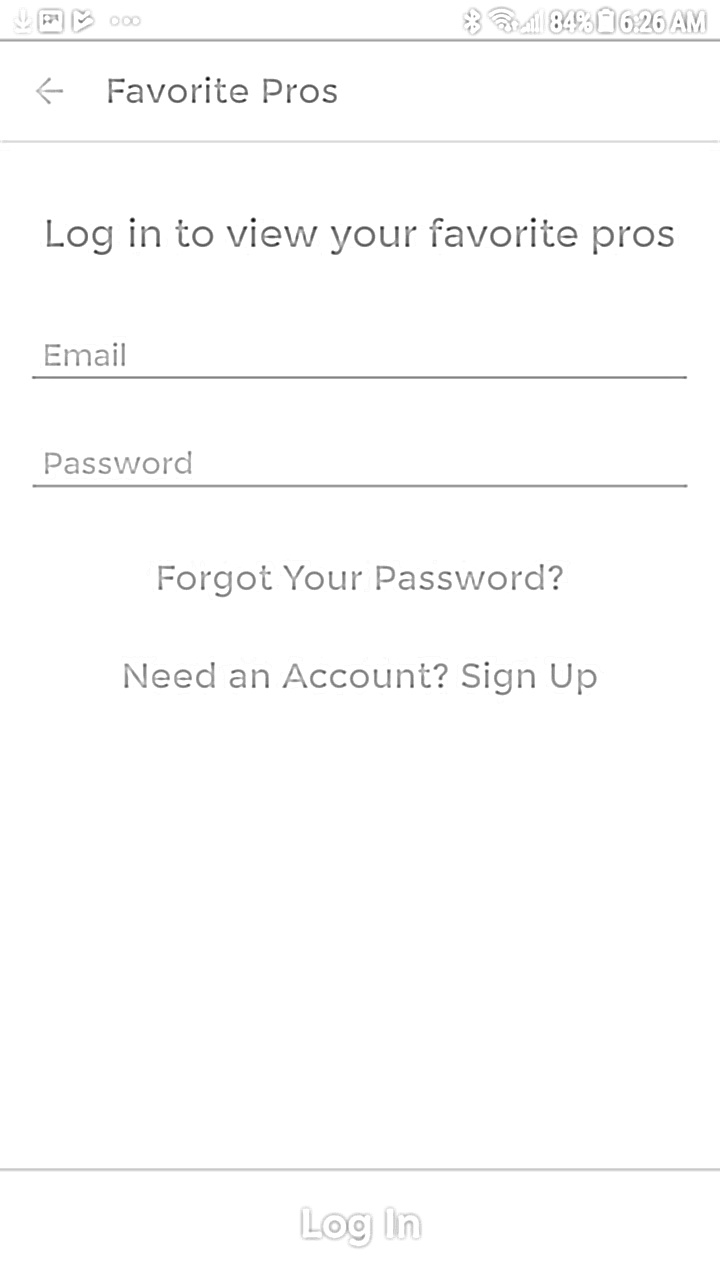 84% 6:26 AM
Favorite Pros
Log in to view your favorite pros
Email
Password
Forgot Your Password?
Need an Account? Sign Up
Log In